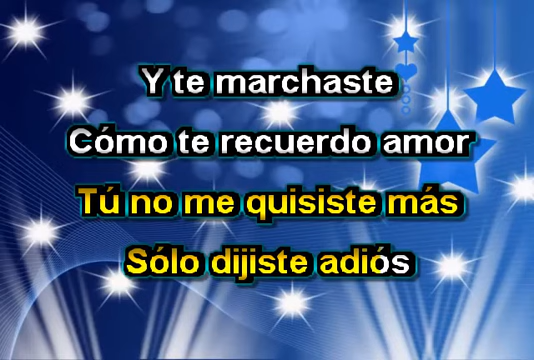 Y te marchaste
Cómo te recuerdo amor
Tú no me quisiste más
Sólo dijiste adiós